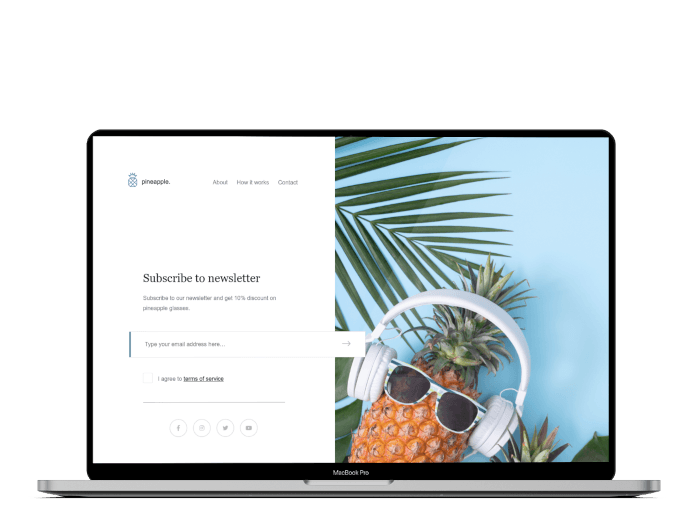 pineapple.
About How it works Contact
Subscribe to newsletter
Subscribe to our newsletter and get 10% discount on
pineapple glasses.
Type your email address here...
I agree to terms of service
MacBook Pro